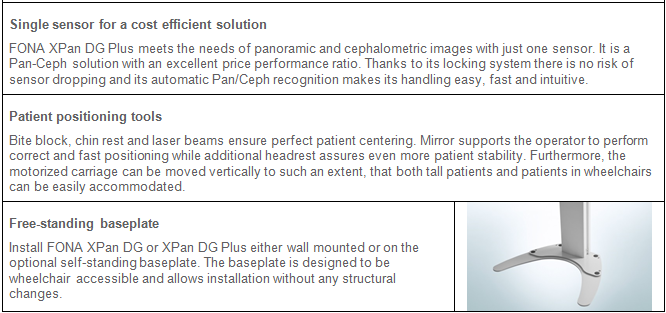 Single sensor for a cost efficient solution
FONA XPan DG Plus meets the needs of panoramic and cephalometric images with just one sensor. It is a
Pan-Ceph solution with an excellent price performance ratio. Thanks to its locking system there is no risk of
sensor dropping and its automatic Pan/Ceph recognition makes its handling easy, fast and intuitive.
Patient positioning tools
Bite block, chin rest and laser beams ensure perfect patient centering. Mirror supports the operator to perform
correct and fast positioning while additional headrest assures even more patient stability. Furthermore, the
motorized carriage can be moved vertically to such an extent, that both tall patients and patients in wheelchairs
can be easily accommodated.
Free-standing baseplate
Install FONA XPan DG or XPan DG Plus either wall mounted or on the
optional self-standing baseplate. The baseplate is designed to be
wheelchair accessible and allows installation without any structural
changes.